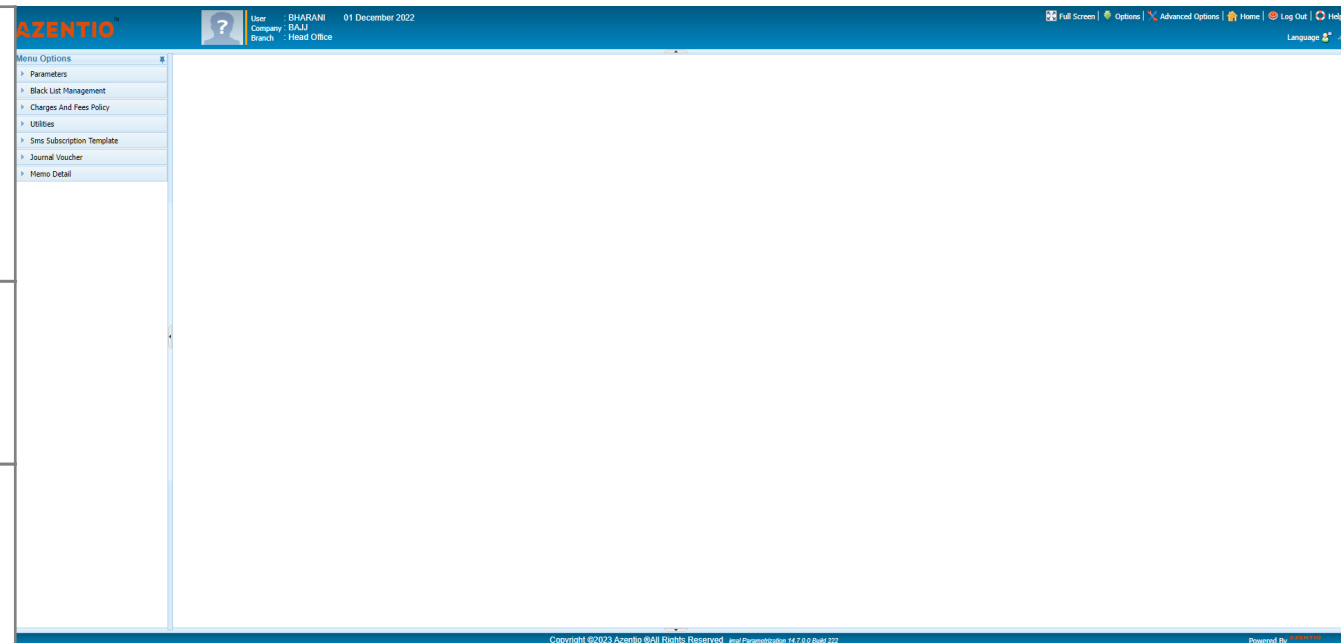 AZENTIO
User : BHARANI 01 December 2022
Company : BAJJ
Branch : Head Office
Full Screen | Options | Advanced Options | Home | Log Out | Help
Language
Menu Options
Parameters
Black List Management
Charges And Fees Policy
Utilities
Sms Subscription Template
Journal Voucher
Memo Detail
Copyright ©2023 Azentio ®All Rights Reserved imal Parametrization 14.7.0.0 Build 222
Powered By AZENTIO